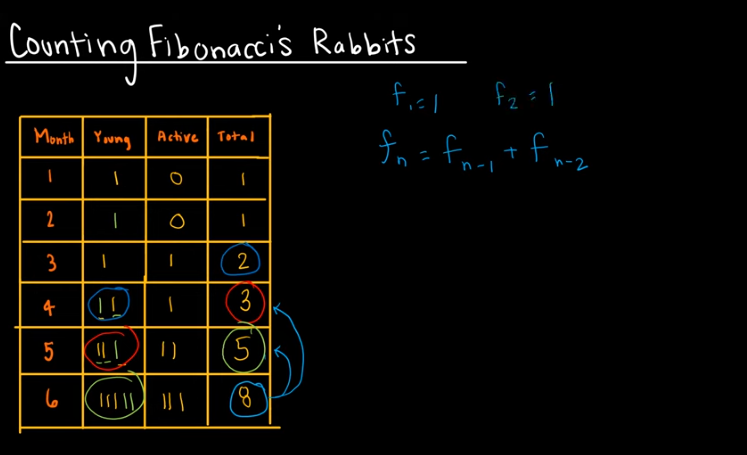 Counting Fibonacci's Rabbits
f₁ = 1 f₂ = 1
fₙ = fₙ₋₁ + fₙ₋₂
Month Young Active Total
1 1 0 1
2 1 0 1
3 1 1 2
4 11 1 3
5 111 11 5
6 11111 111 8